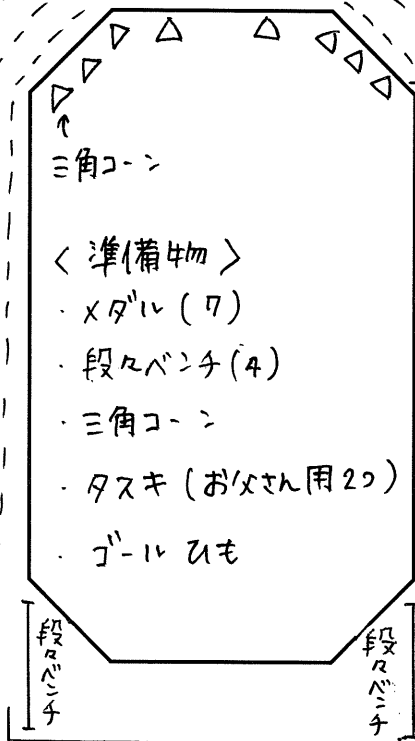 三角コーン
〈準備物〉
・メダル(7)
・段々ベンチ(4)
・三角コーン
・タスキ(お父さん用2つ)
・ゴールひも
段々ベンチ
段々ベンチ